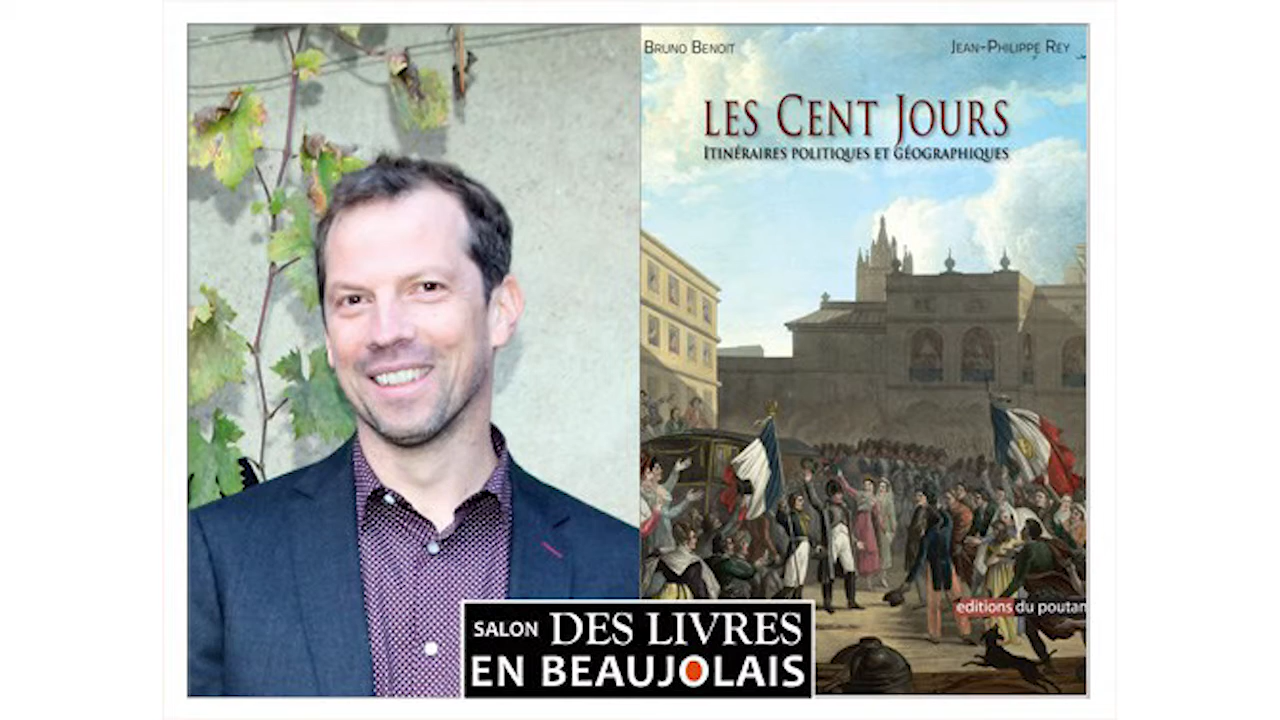 BRUNO BENOIT
JEAN-PHILIPPE REY
LES CENT JOURS
ITINÉRAIRES POLITIQUES ET GÉOGRAPHIQUES
editions du poutan
SALON DES LIVRES
EN BEAUJOLAIS